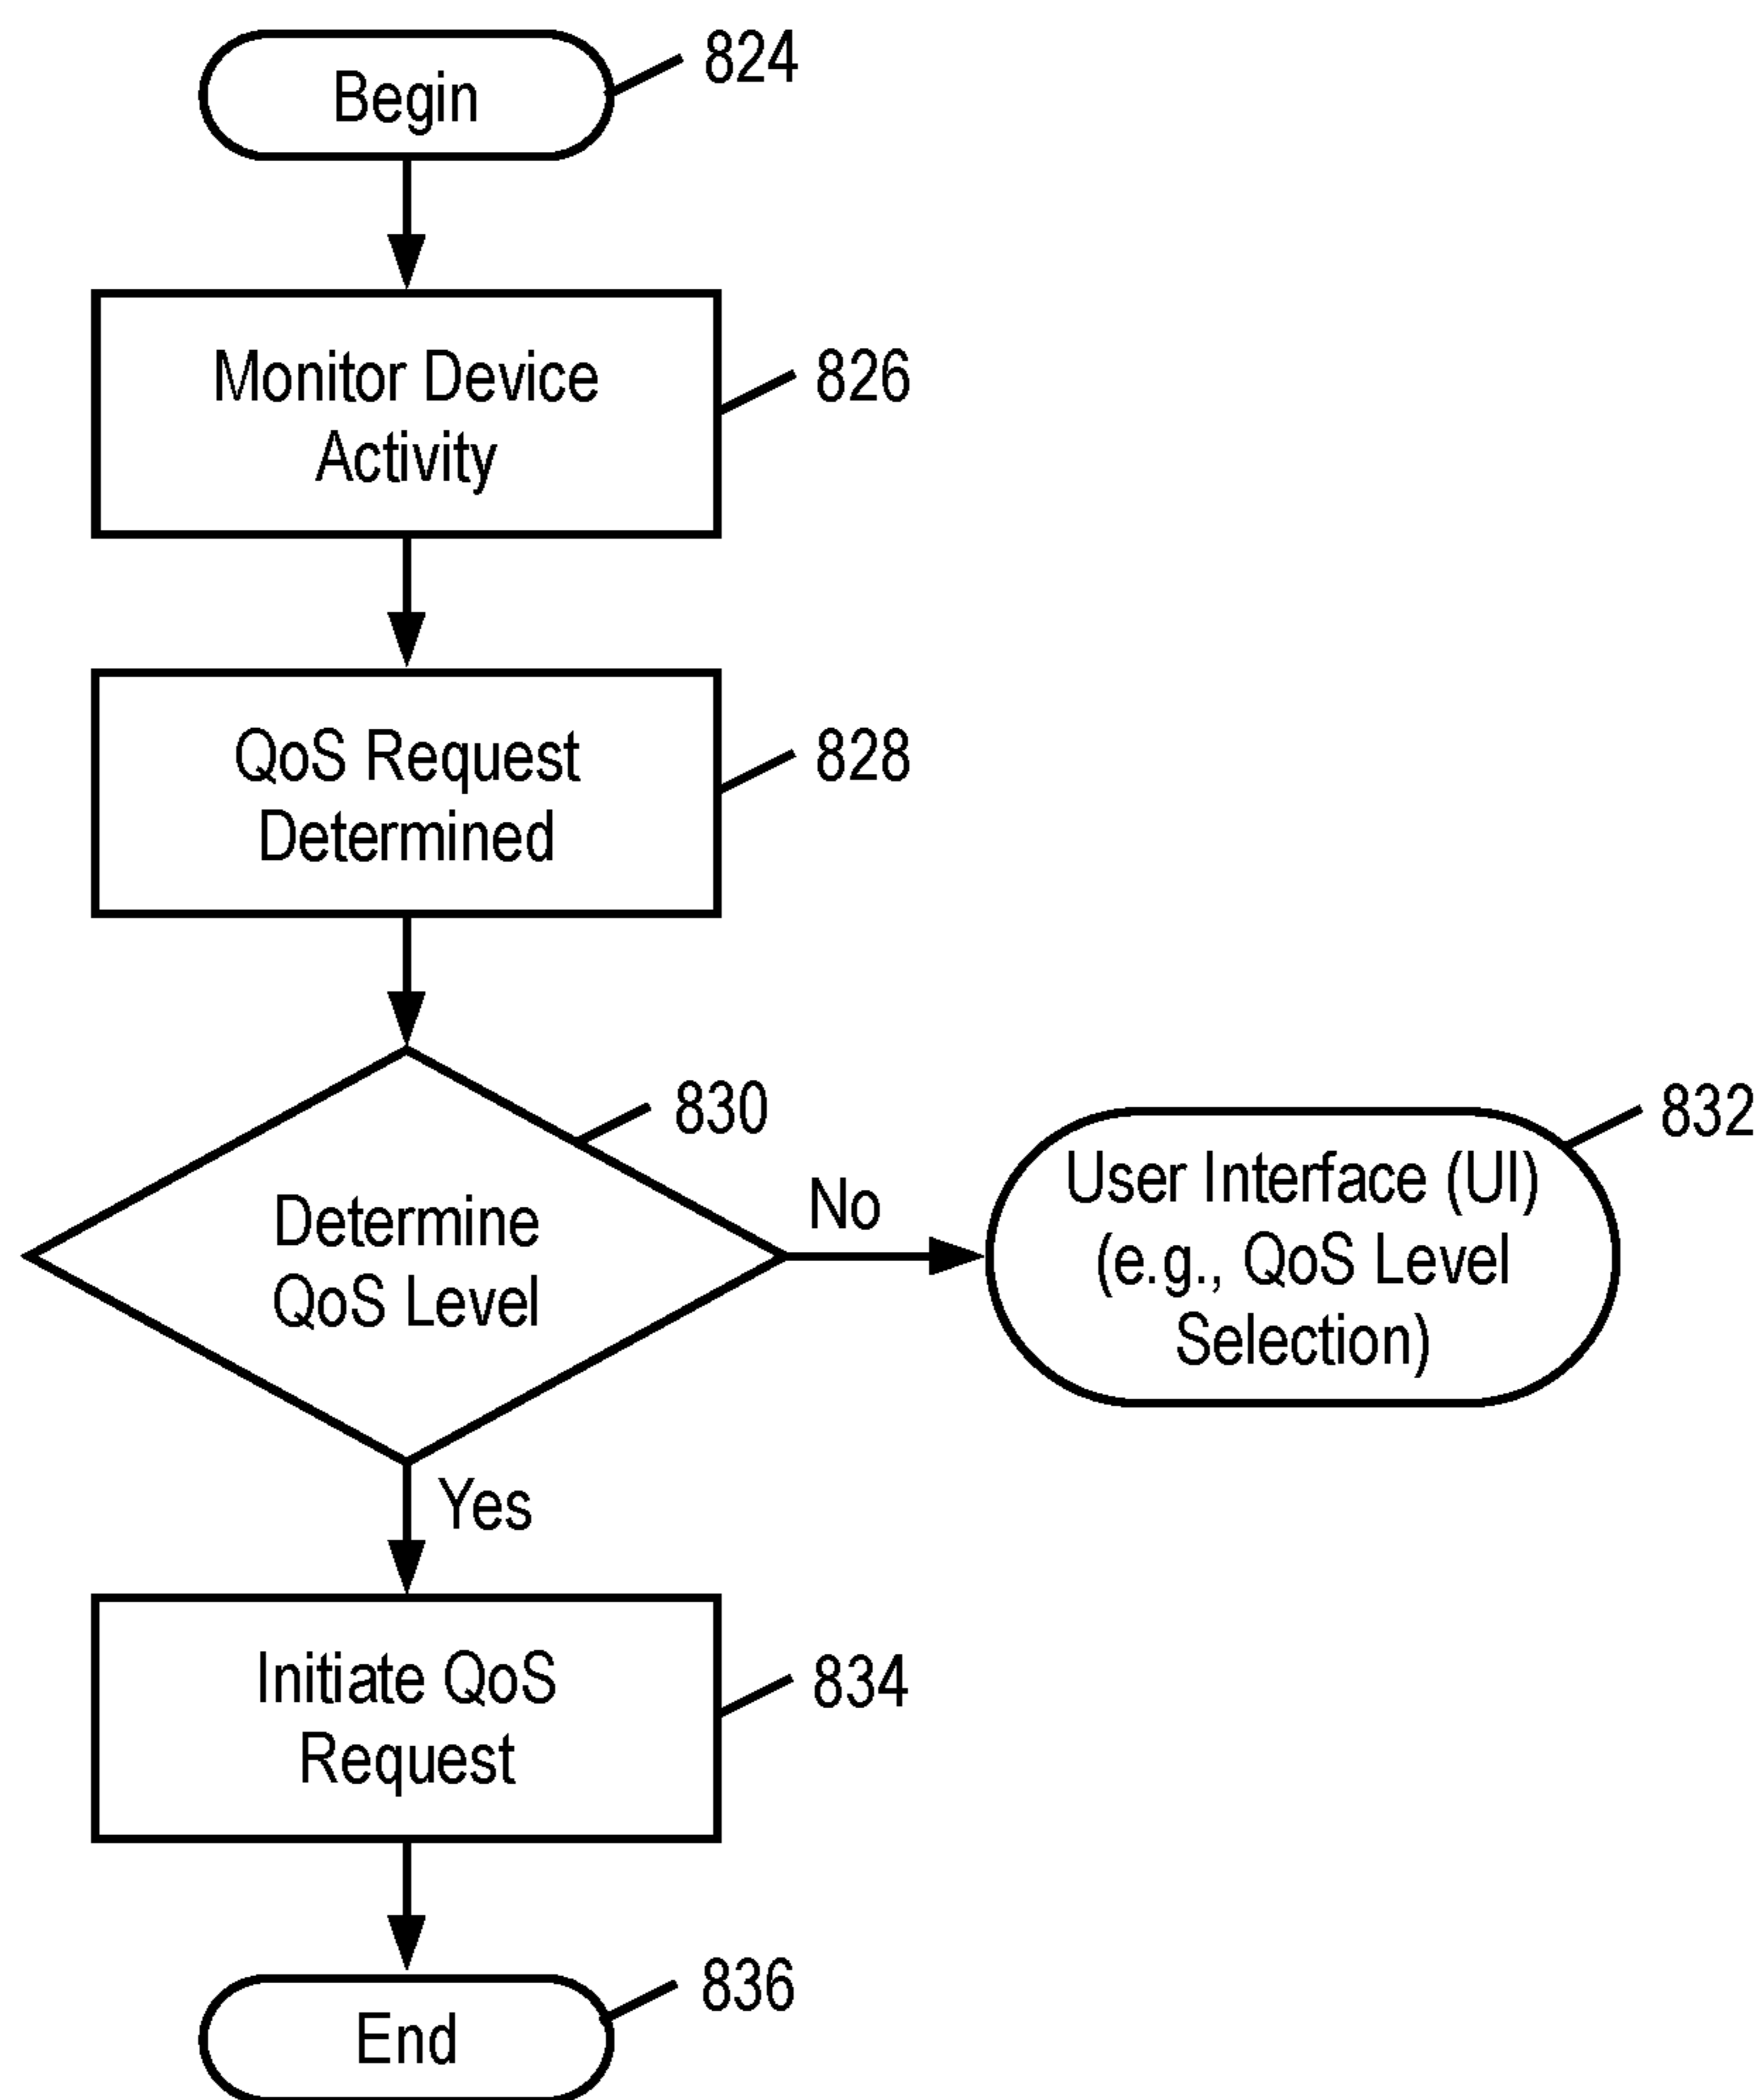 Begin
824
Monitor Device
Activity
826
QoS Request
Determined
828
830
Determine
QoS Level
No
832
User Interface (UI)
(e.g., QoS Level
Selection)
Yes
Initiate QoS
Request
834
End
836